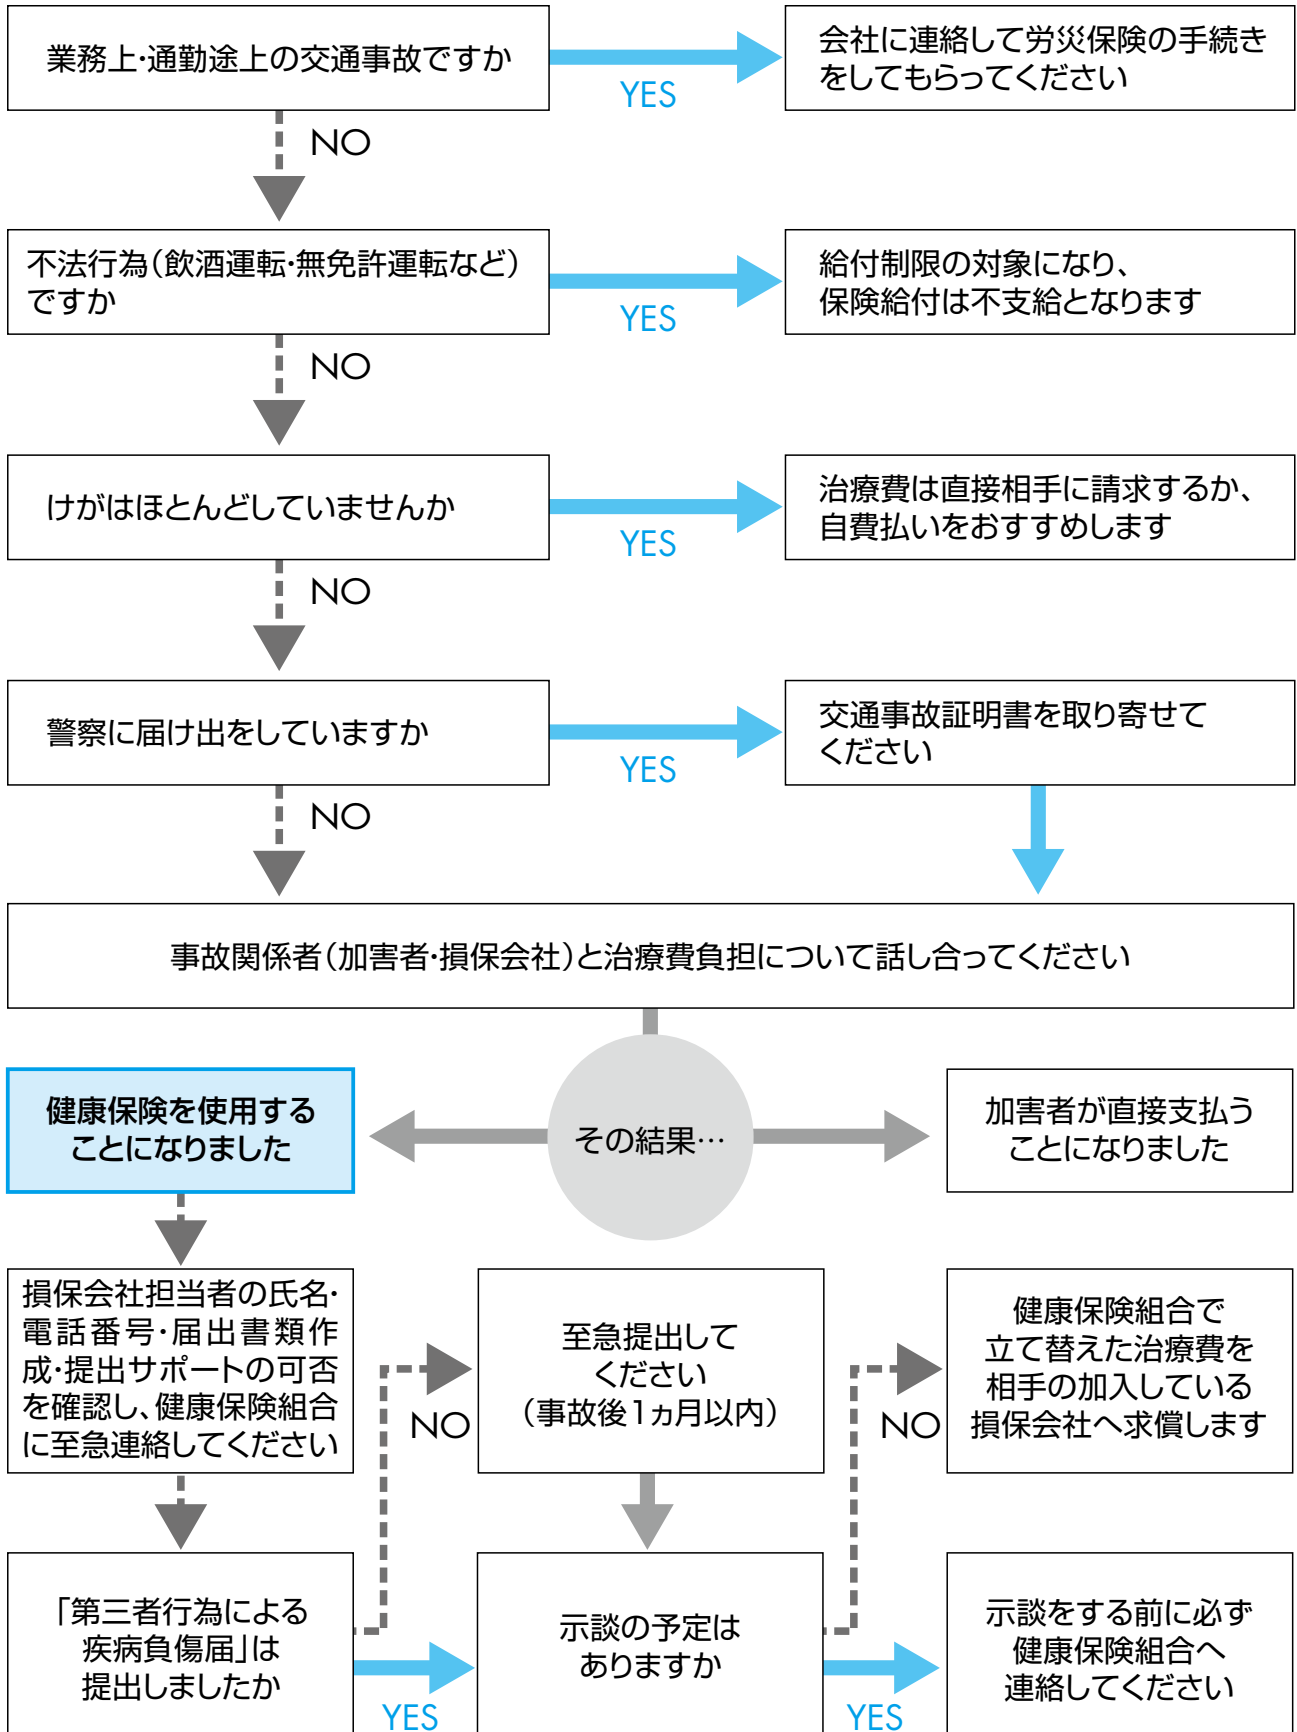 業務上・通勤途上の交通事故ですか
YES
会社に連絡して労災保険の手続き
をしてもらってください
NO
不法行為（飲酒運転・無免許運転など）
ですか
YES
給付制限の対象になり、
保険給付は不支給となります
NO
けがはほとんどしていませんか
YES
治療費は直接相手に請求するか、
自費払いをおすすめします
NO
警察に届け出をしていますか
YES
交通事故証明書を取り寄せて
ください
NO
事故関係者（加害者・損保会社）と治療費負担について話し合ってください
その結果…
健康保険を使用する
ことになりました
加害者が直接支払う
ことになりました
損保会社担当者の氏名・
電話番号・届出書類作
成・提出サポートの可否
を確認し、健康保険組合
に至急連絡してください
NO
至急提出して
ください
（事故後1ヵ月以内）
NO
健康保険組合で
立て替えた治療費を
相手の加入している
損保会社へ求償します
「第三者行為による
疾病負傷届」は
提出しましたか
YES
示談の予定は
ありますか
YES
示談をする前に必ず
健康保険組合へ
連絡してください